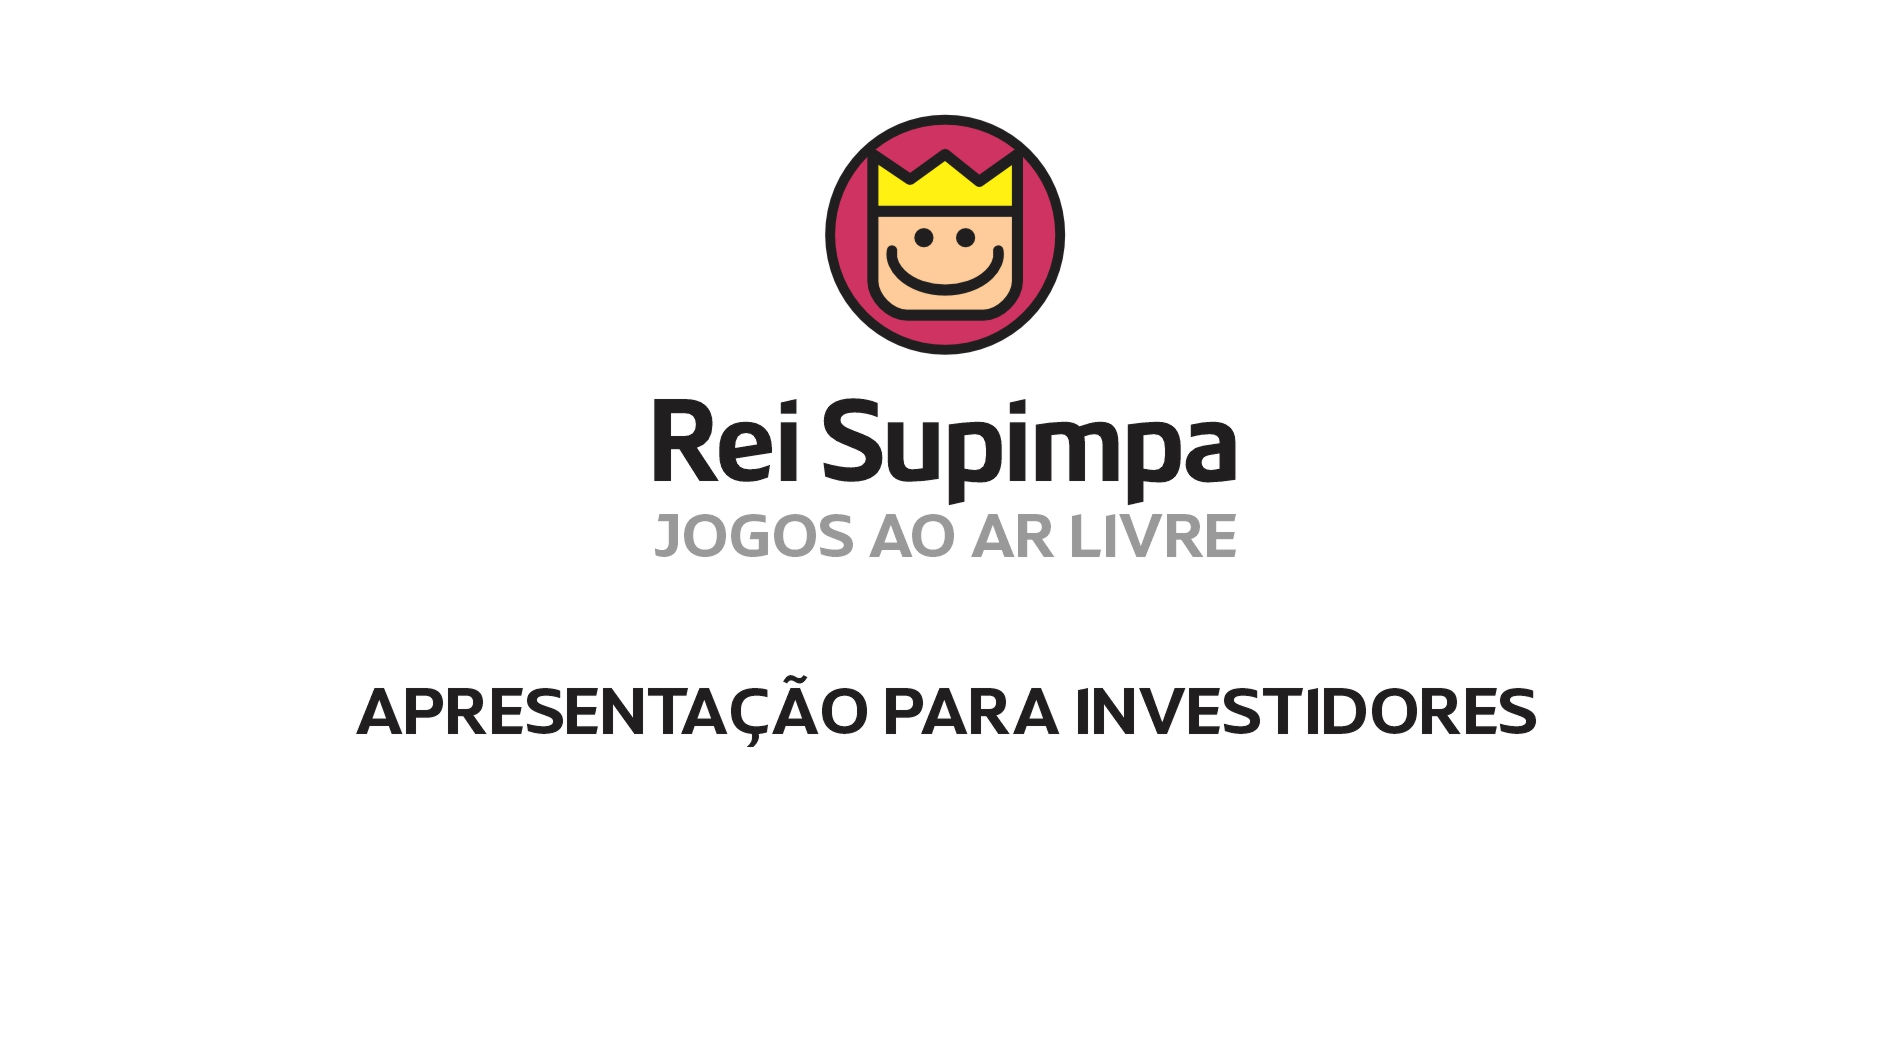 Rei Supimpa
JOGOS AO AR LIVRE
APRESENTAÇÃO PARA INVESTIDORES